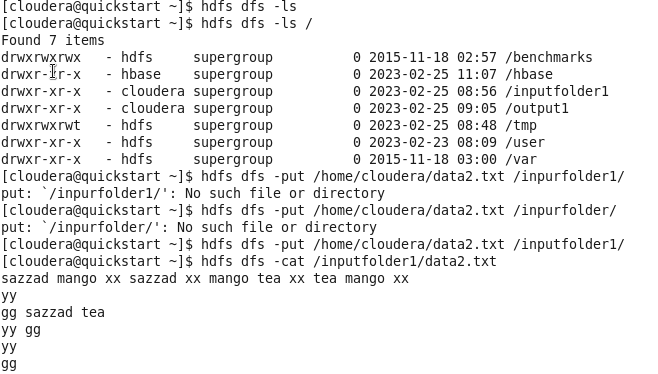 [cloudera@quickstart ~]$ hdfs dfs -ls
[cloudera@quickstart ~]$ hdfs dfs -ls /
Found 7 items
drwxrwxrwx   - hdfs     supergroup          0 2015-11-18 02:57 /benchmarks
drwxr-xr-x   - hbase    supergroup          0 2023-02-25 11:07 /hbase
drwxr-xr-x   - cloudera supergroup          0 2023-02-25 08:56 /inputfolder1
drwxr-xr-x   - cloudera supergroup          0 2023-02-25 09:05 /output1
drwxrwxrwt   - hdfs     supergroup          0 2023-02-25 08:48 /tmp
drwxr-xr-x   - hdfs     supergroup          0 2023-02-23 08:09 /user
drwxr-xr-x   - hdfs     supergroup          0 2015-11-18 03:00 /var
[cloudera@quickstart ~]$ hdfs dfs -put /home/cloudera/data2.txt /inpurfolder1/
put: `/inpurfolder1/': No such file or directory
[cloudera@quickstart ~]$ hdfs dfs -put /home/cloudera/data2.txt /inpurfolder/
put: `/inpurfolder/': No such file or directory
[cloudera@quickstart ~]$ hdfs dfs -put /home/cloudera/data2.txt /inputfolder1/
[cloudera@quickstart ~]$ hdfs dfs -cat /inputfolder1/data2.txt
sazzad mango xx sazzad xx mango tea xx tea mango xx
yy
gg sazzad tea
yy gg
yy
gg